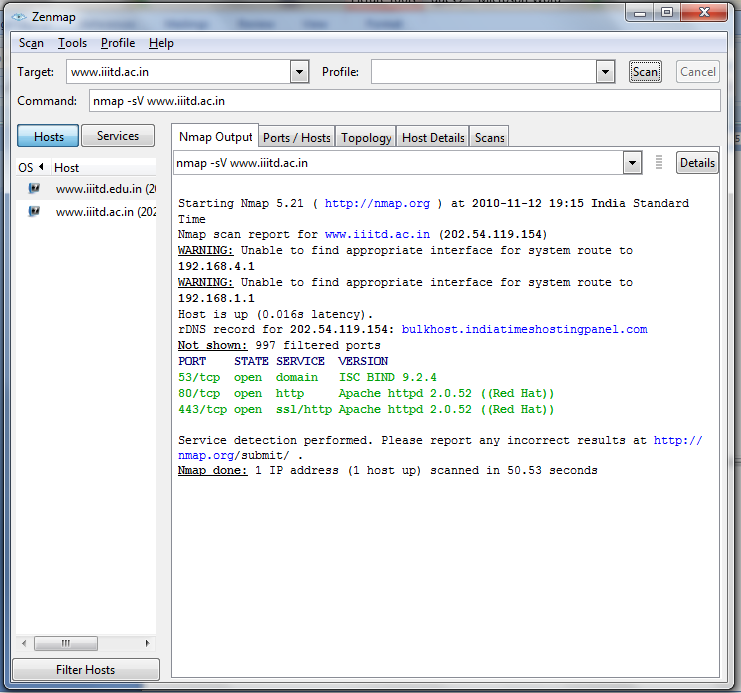 Zenmap
Scan Tools Profile Help
Target: www.iiitd.ac.in Profile: Scan Cancel
Command: nmap -sV www.iiitd.ac.in
Hosts Services
Nmap Output Ports / Hosts Topology Host Details Scans
nmap -sV www.iiitd.ac.in Details
OS Host
www.iiitd.edu.in (20
www.iiitd.ac.in (202
Starting Nmap 5.21 ( http://nmap.org ) at 2010-11-12 19:15 India Standard
Time
Nmap scan report for www.iiitd.ac.in (202.54.119.154)
WARNING: Unable to find appropriate interface for system route to
192.168.4.1
WARNING: Unable to find appropriate interface for system route to
192.168.1.1
Host is up (0.016s latency).
rDNS record for 202.54.119.154: bulkhost.indiatimeshostingpanel.com
Not shown: 997 filtered ports
PORT STATE SERVICE VERSION
53/tcp open domain ISC BIND 9.2.4
80/tcp open http Apache httpd 2.0.52 ((Red Hat))
443/tcp open ssl/http Apache httpd 2.0.52 ((Red Hat))
Service detection performed. Please report any incorrect results at http://
nmap.org/submit/ .
Nmap done: 1 IP address (1 host up) scanned in 50.53 seconds
Filter Hosts